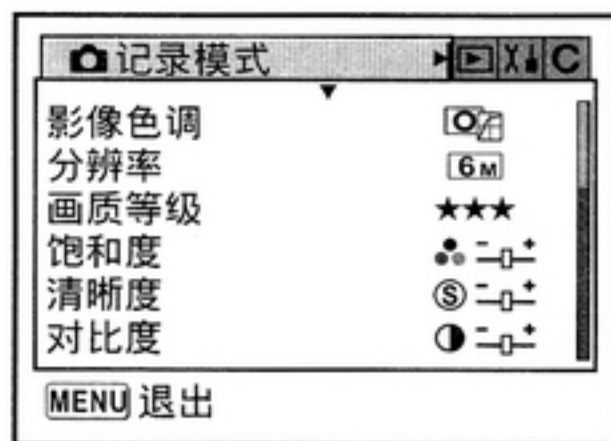 记录模式 C
影像色调
分辨率 6M
画质等级 ★★★
饱和度 - +
清晰度 S - +
对比度 - +
MENU 退出